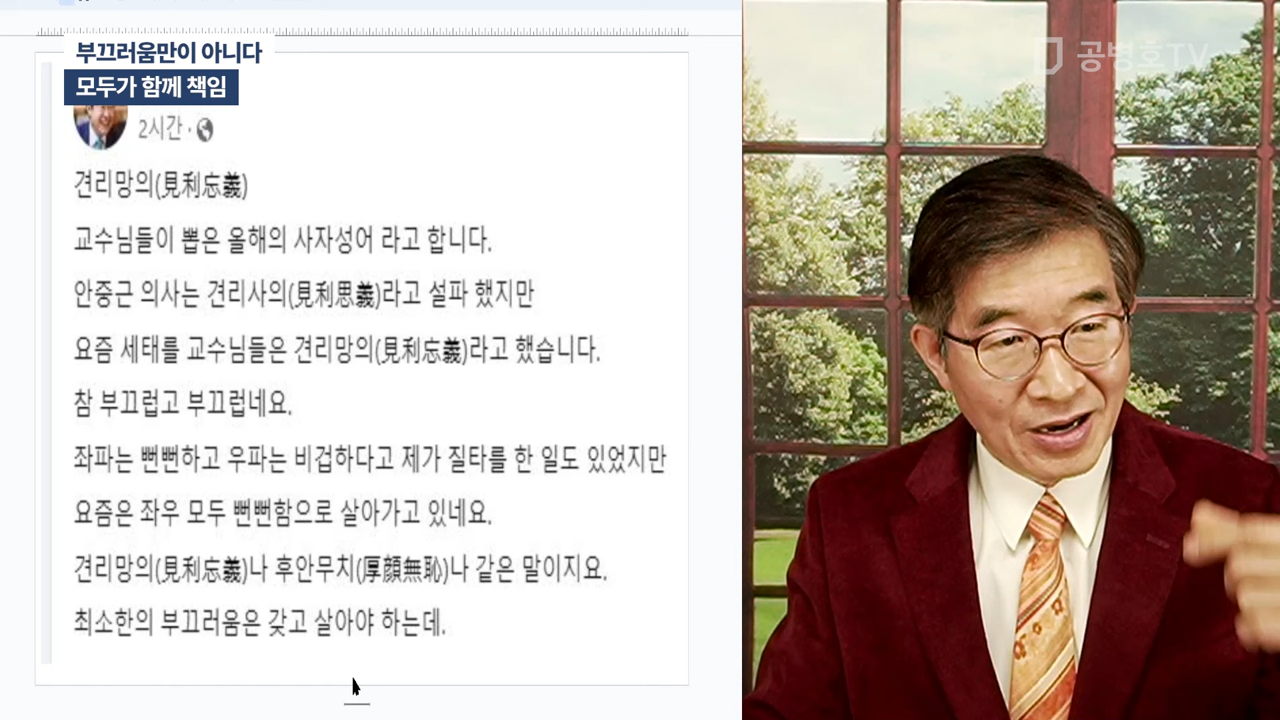 부끄러움만이 아니다
모두가 함께 책임
공병호TV
2시간 ·
견리망의(見利忘義)
교수님들이 뽑은 올해의 사자성어 라고 합니다.
안중근 의사는 견리사의(見利思義)라고 설파 했지만
요즘 세태를 교수님들은 견리망의(見利忘義)라고 했습니다.
참 부끄럽고 부끄럽네요.
좌파는 뻔뻔하고 우파는 비겁하다고 제가 질타를 한 일도 있었지만
요즘은 좌우 모두 뻔뻔함으로 살아가고 있네요.
견리망의(見利忘義)나 후안무치(厚顔無恥)나 같은 말이지요.
최소한의 부끄러움은 갖고 살아야 하는데.